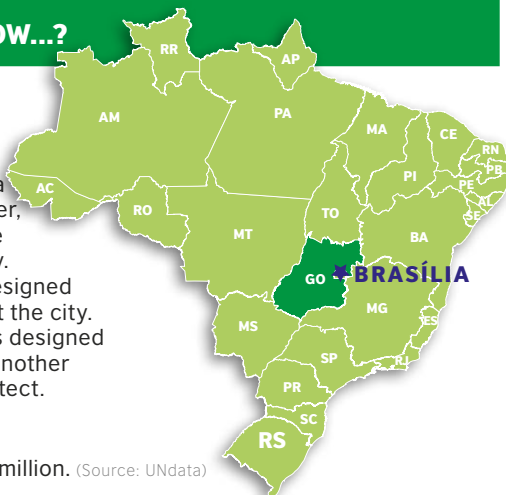 OW...?
RR
AP
AM
PA
MA
CE
RN
PB
PI
PE
AL
SE
a
AC
er,
RO
TO
e
BA
y.
MT
GO
BRASÍLIA
esigned
t the city.
MG
ES
s designed
MS
nother
SP
RJ
tect.
PR
SC
RS
million. (Source: UNdata)